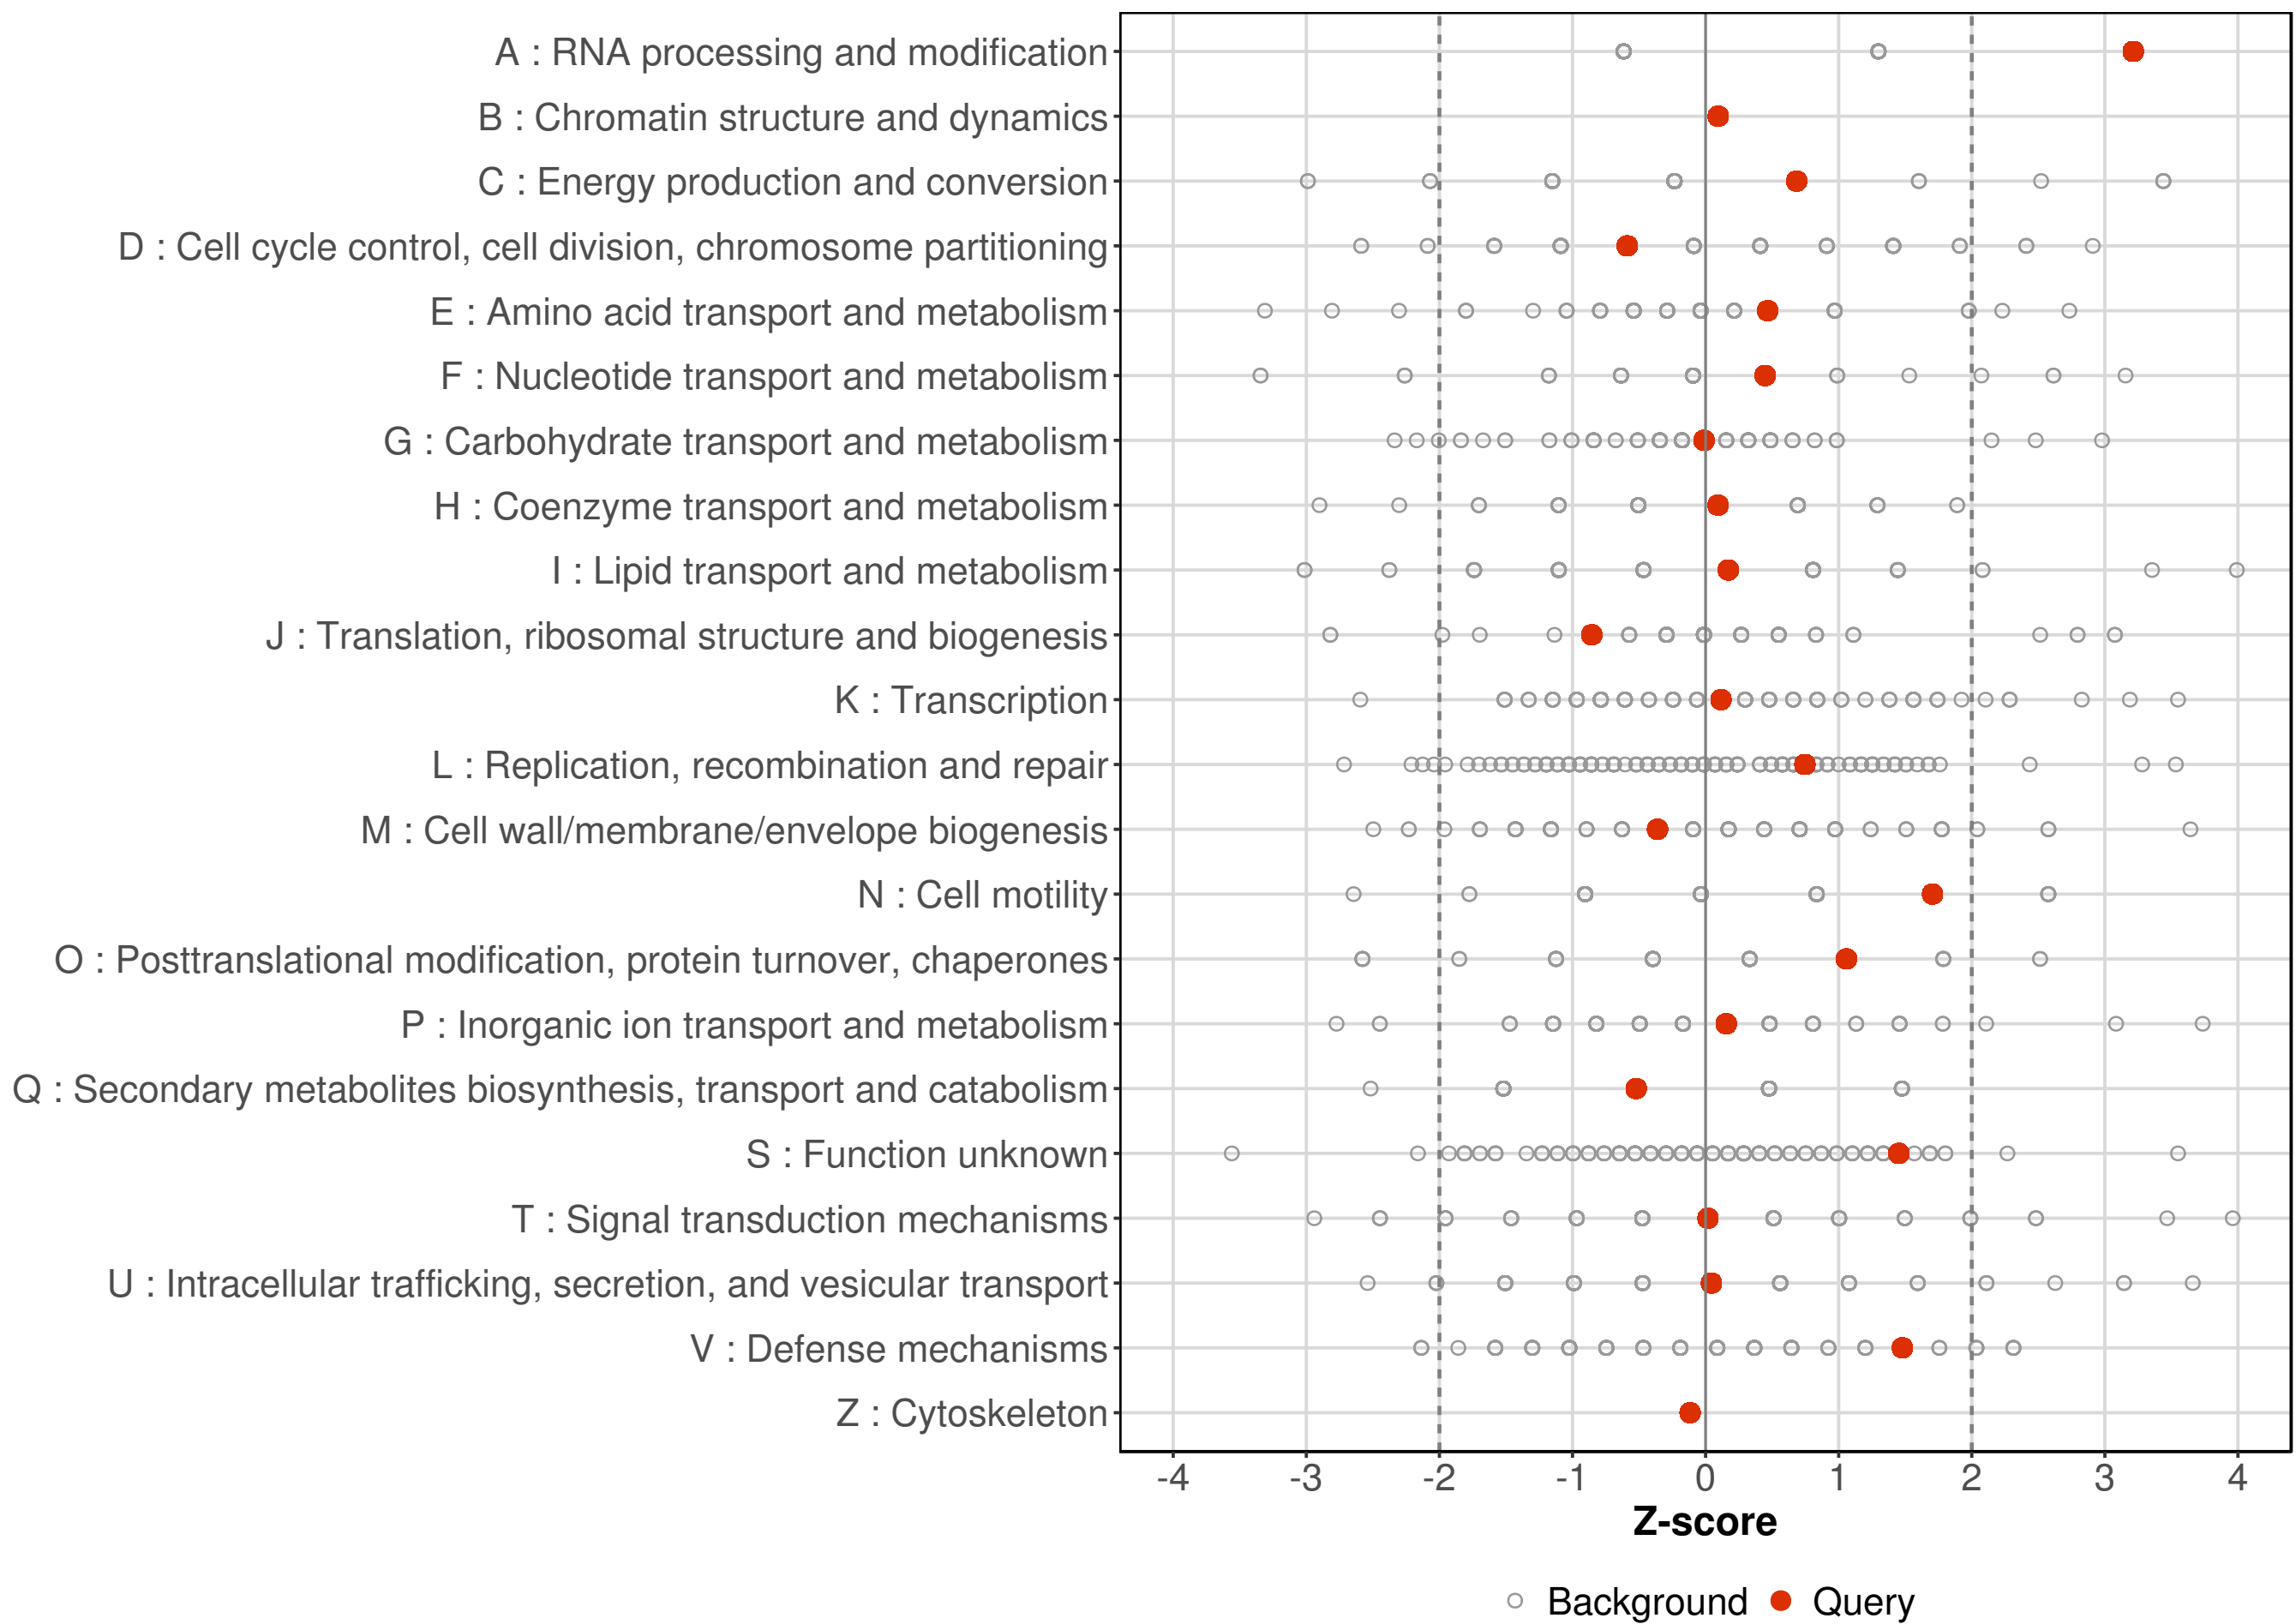 A : RNA processing and modification
B : Chromatin structure and dynamics
C : Energy production and conversion
D : Cell cycle control, cell division, chromosome partitioning
E : Amino acid transport and metabolism
F : Nucleotide transport and metabolism
G : Carbohydrate transport and metabolism
H : Coenzyme transport and metabolism
I : Lipid transport and metabolism
J : Translation, ribosomal structure and biogenesis
K : Transcription
L : Replication, recombination and repair
M : Cell wall/membrane/envelope biogenesis
N : Cell motility
O : Posttranslational modification, protein turnover, chaperones
P : Inorganic ion transport and metabolism
Q : Secondary metabolites biosynthesis, transport and catabolism
S : Function unknown
T : Signal transduction mechanisms
U : Intracellular trafficking, secretion, and vesicular transport
V : Defense mechanisms
Z : Cytoskeleton
-4 -3 -2 -1 0 1 2 3 4
Z-score
Background Query